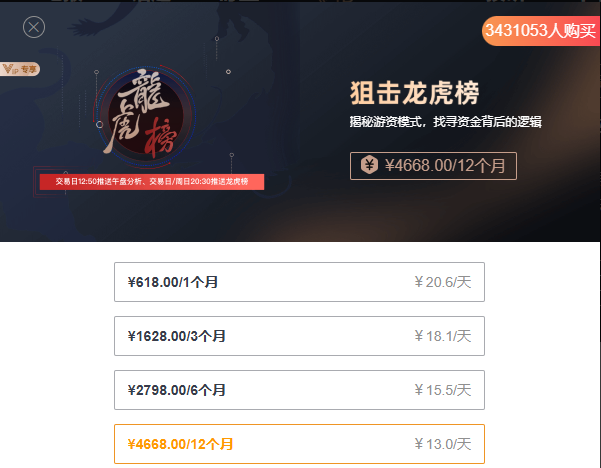 3431053人购买
VIP 专享
龍
虎
榜
狙击龙虎榜
揭秘游资模式，找寻资金背后的逻辑
¥4668.00/12个月
交易日12:50推送午盘分析、交易日/周日20:30推送龙虎榜
¥618.00/1个月 ¥20.6/天
¥1628.00/3个月 ¥18.1/天
¥2798.00/6个月 ¥15.5/天
¥4668.00/12个月 ¥13.0/天